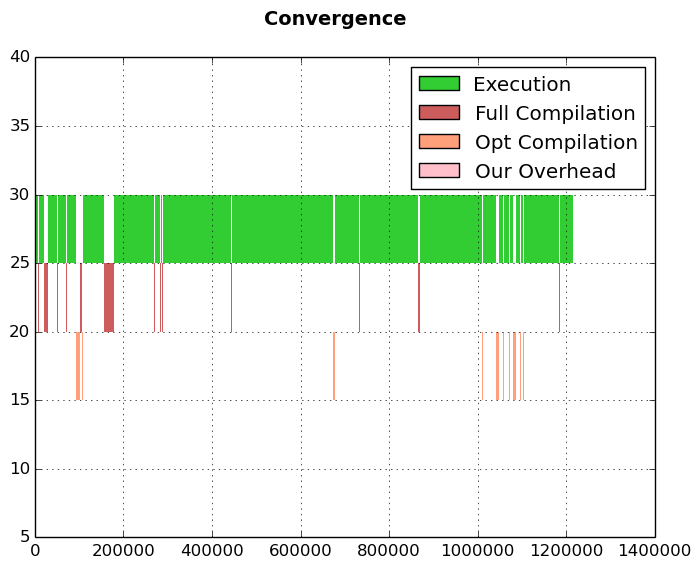 Convergence
40
35
30
25
20
15
10
5
Execution
Full Compilation
Opt Compilation
Our Overhead
0 200000 400000 600000 800000 1000000 1200000 1400000